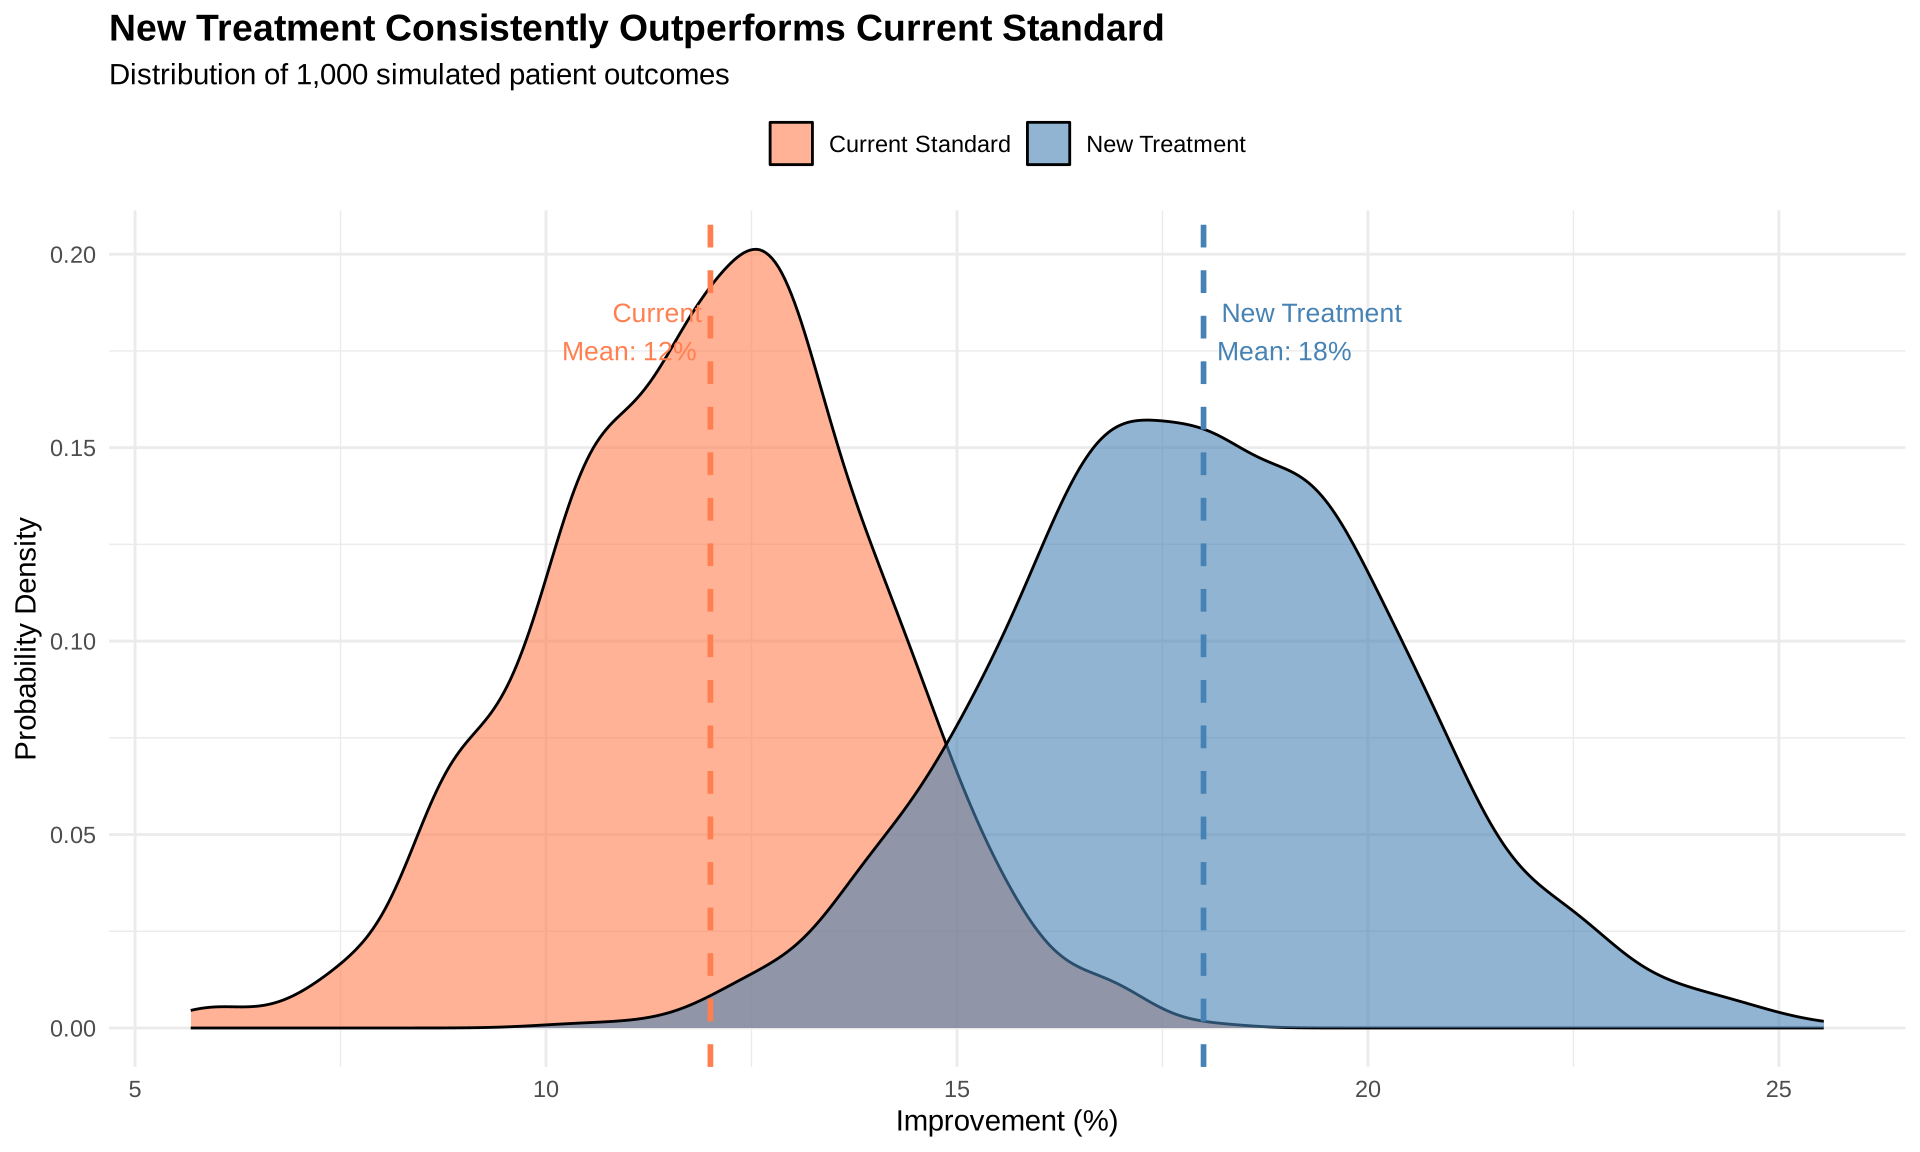 New Treatment Consistently Outperforms Current Standard
Distribution of 1,000 simulated patient outcomes
Current Standard
New Treatment
0.20
0.15
0.10
0.05
0.00
Probability Density
Current
Mean: 12%
New Treatment
Mean: 18%
5
10
15
20
25
Improvement (%)